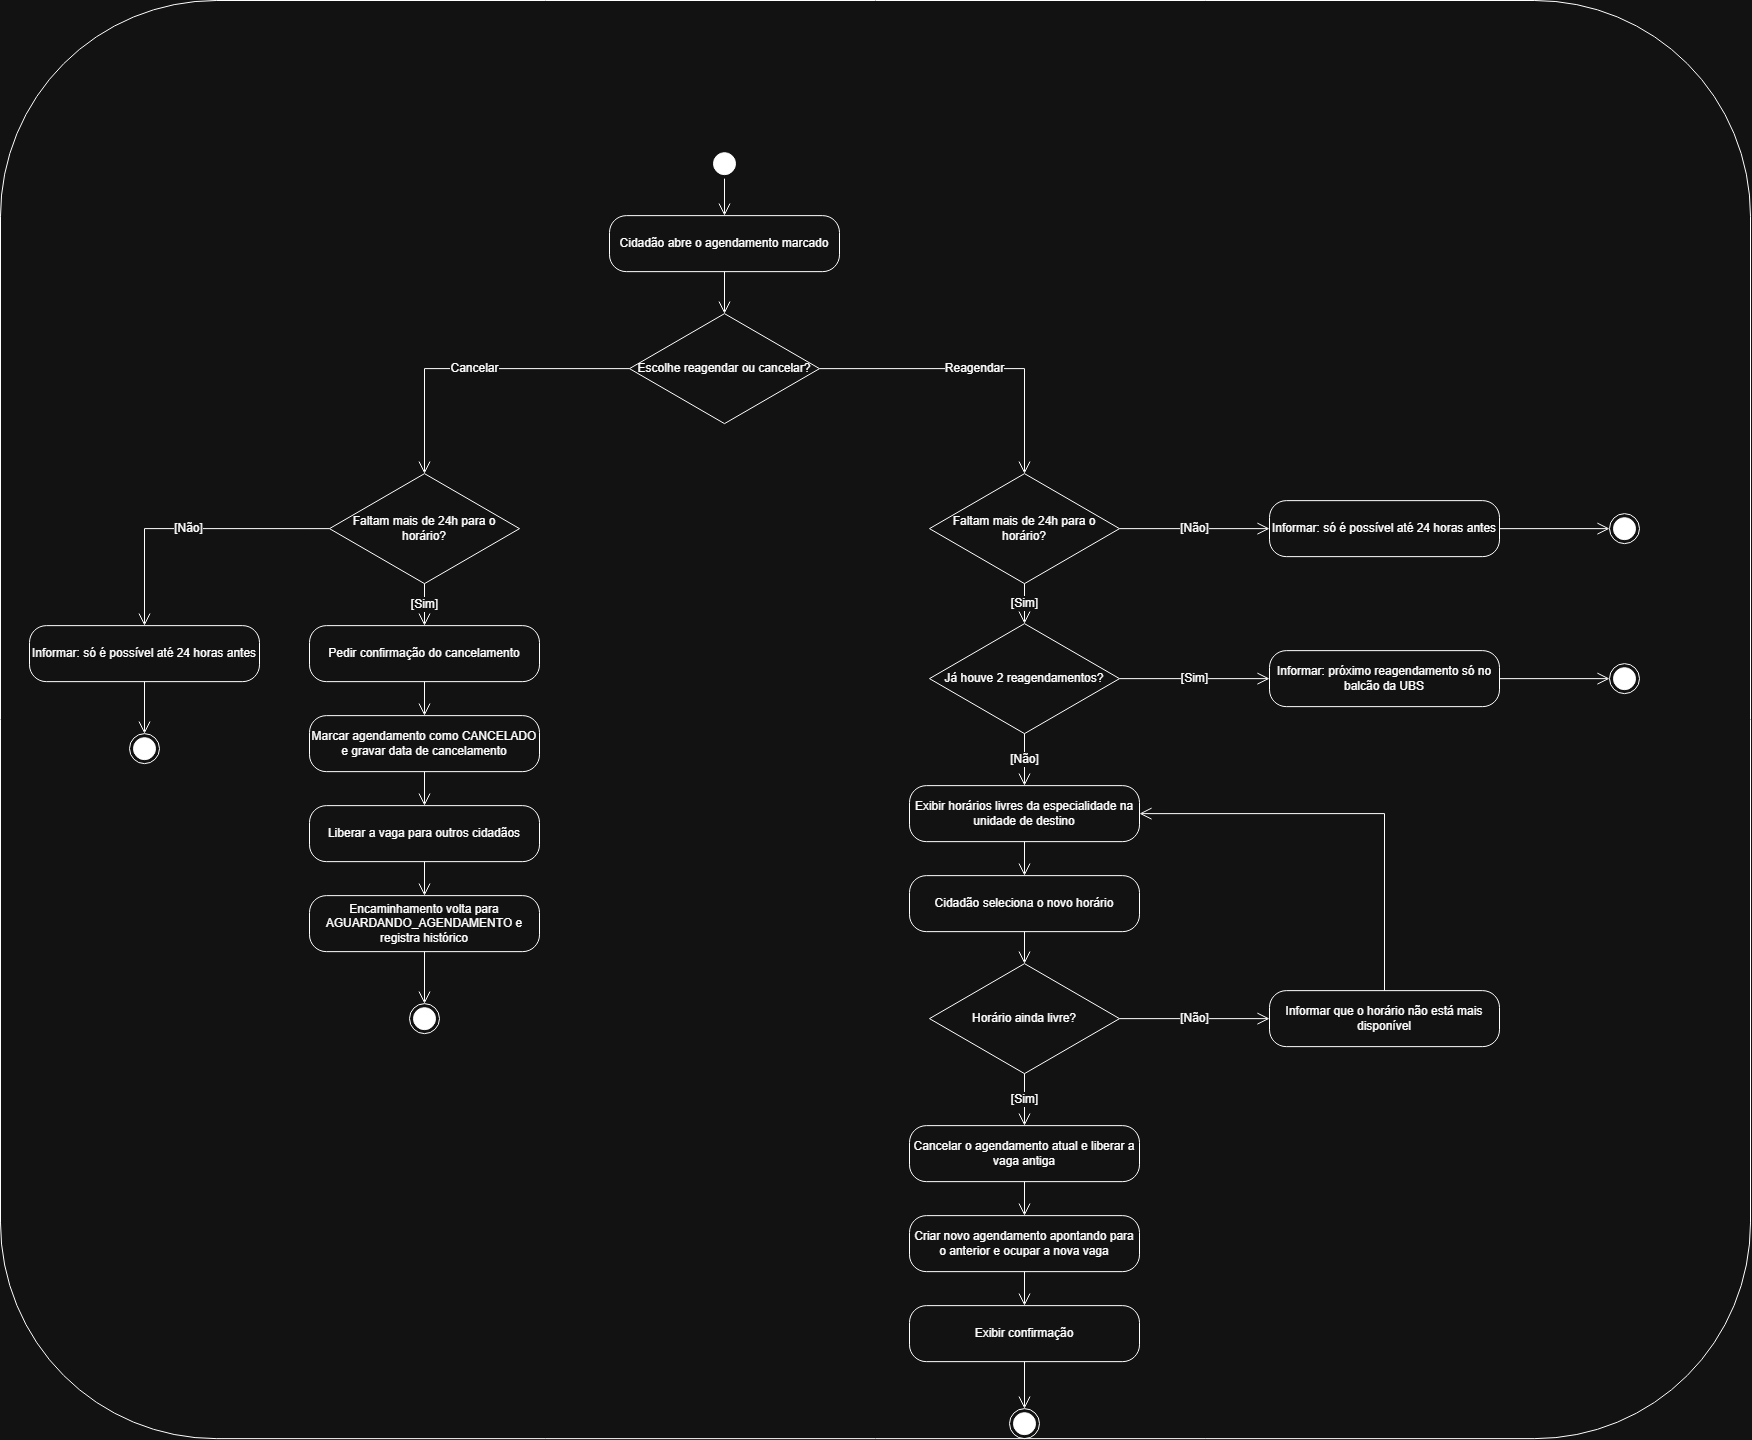 Cidadão abre o agendamento marcado
Cancelar
Escolhe reagendar ou cancelar?
Reagendar
[Não]
Faltam mais de 24h para o
horário?
[Sim]
Informar: só é possível até 24 horas antes
Pedir confirmação do cancelamento
Marcar agendamento como CANCELADO
e gravar data de cancelamento
Liberar a vaga para outros cidadãos
Encaminhamento volta para
AGUARDANDO_AGENDAMENTO e
registra histórico
Faltam mais de 24h para o
horário?
[Não]
Informar: só é possível até 24 horas antes
[Sim]
Já houve 2 reagendamentos?
[Sim]
Informar: próximo reagendamento só no
balcão da UBS
[Não]
Exibir horários livres da especialidade na
unidade de destino
Cidadão seleciona o novo horário
Horário ainda livre?
[Não]
Informar que o horário não está mais
disponível
[Sim]
Cancelar o agendamento atual e liberar a
vaga antiga
Criar novo agendamento apontando para
o anterior e ocupar a nova vaga
Exibir confirmação